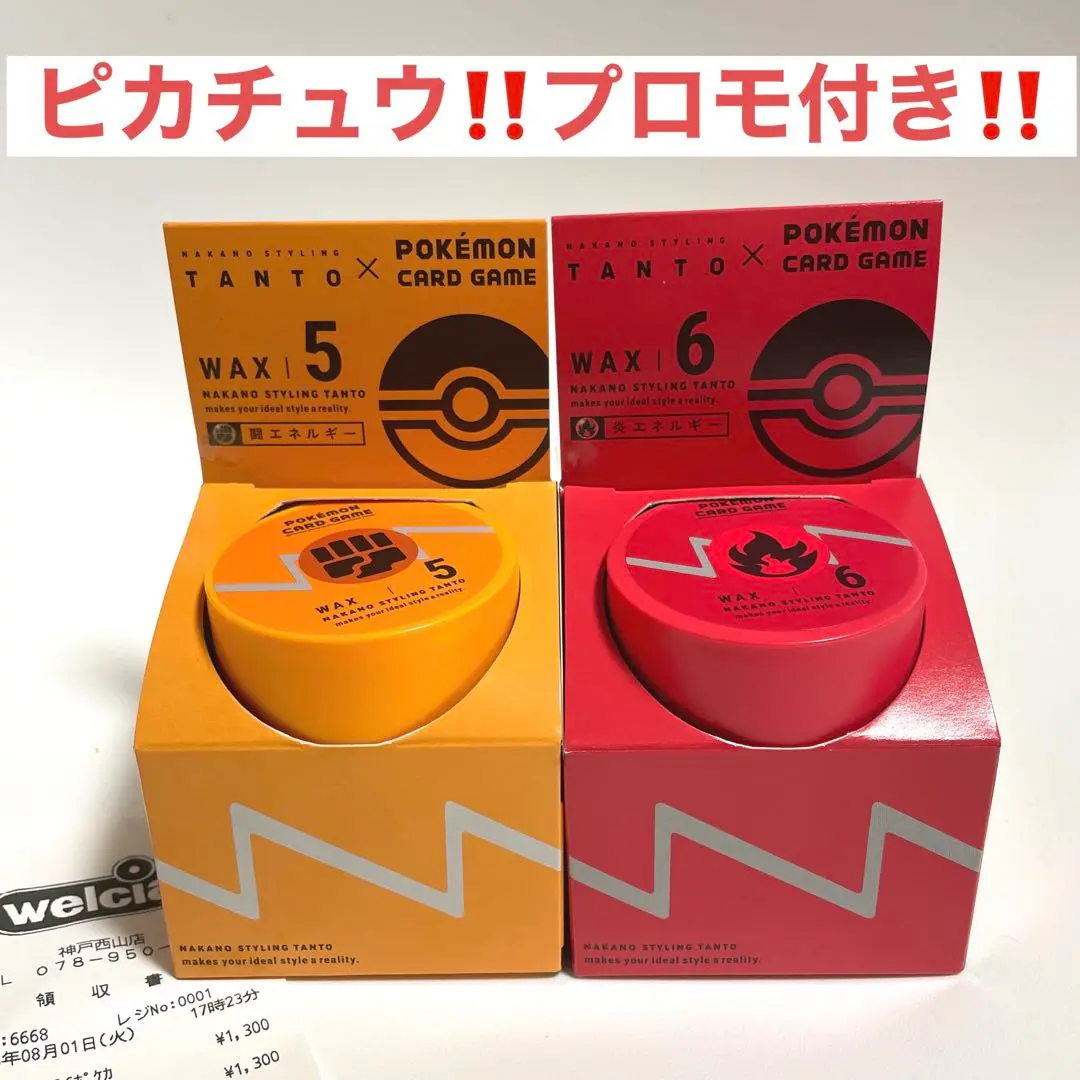 ピカチュウ‼️プロモ付き‼️
NAKANO STYLING
TANTO × POKÉMON
CARD GAME
WAX | 5
NAKANO STYLING TANTO
makes your ideal style a reality.
闘エネルギー
NAKANO STYLING
TANTO × POKÉMON
CARD GAME
WAX | 6
NAKANO STYLING TANTO
makes your ideal style a reality.
炎エネルギー
POKÉMON
CARD GAME
WAX | 5
NAKANO STYLING TANTO
makes your ideal style a reality.
POKÉMON
CARD GAME
WAX | 6
NAKANO STYLING TANTO
makes your ideal style a reality.
NAKANO STYLING TANTO
makes your ideal style a reality.
NAKANO STYLING TANTO
makes your ideal style a reality.
welcia
神戸西山店
L 078-950-
領収書
レジNo:0001
:6668 17時23分
年08月01日(火)
¥1,300
¥1,300